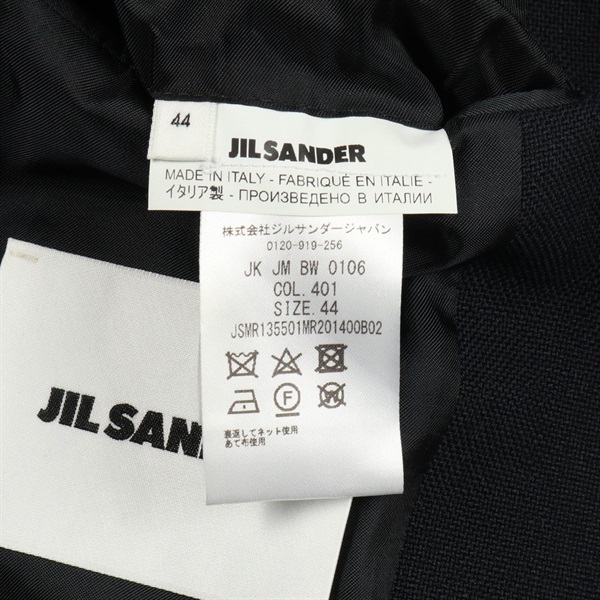 44
JIL SANDER
MADE IN ITALY - FABRIQUÉ EN ITALIE -
イタリア製 - ПРОИЗВЕДЕНО В ИТАЛИИ
株式会社ジルサンダージャパン
0120-919-256
JK JM BW 0106
COL. 401
SIZE. 44
JSMR135501MR201400B02
F
W
裏返してネット使用
あて布使用
JIL SANDER